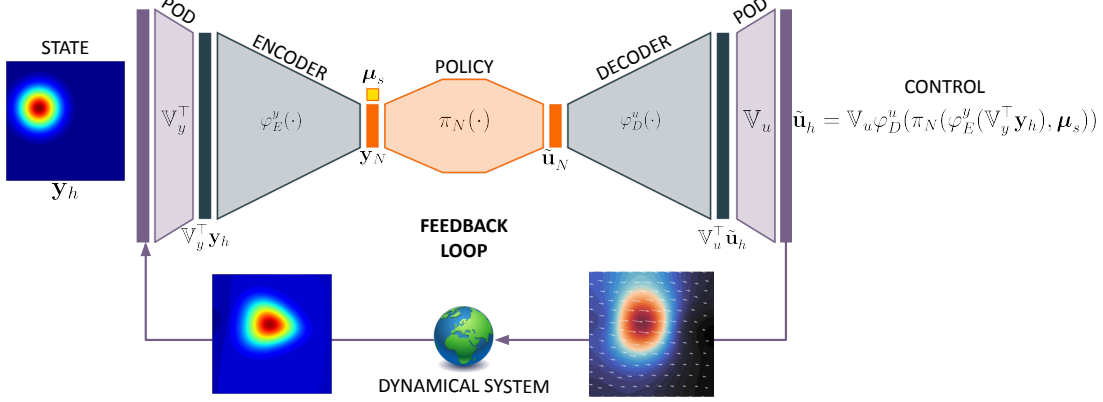 POD
POD
STATE
ENCODER
POLICY
DECODER
CONTROL
𝕍_y^⊤
φ_E^y(·)
μ_s
π_N(·)
φ_D^u(·)
𝕍_u
ũ_h = 𝕍_u φ_D^u(π_N(φ_E^y(𝕍_y^⊤ y_h), μ_s))
y_h
y_N
ũ_N
𝕍_y^⊤ y_h
𝕍_u^⊤ ũ_h
FEEDBACK
LOOP
DYNAMICAL SYSTEM